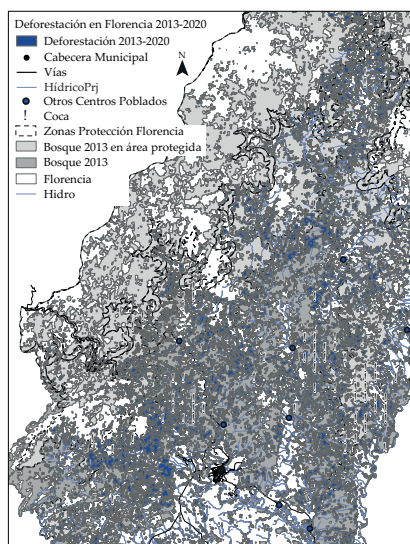 Deforestación en Florencia 2013-2020
Deforestación 2013-2020
N
Cabecera Municipal
Vías
HídricoPrj
Otros Centros Poblados
! Coca
Zonas Protección Florencia
Bosque 2013 en área protegida
Bosque 2013
Florencia
Hidro